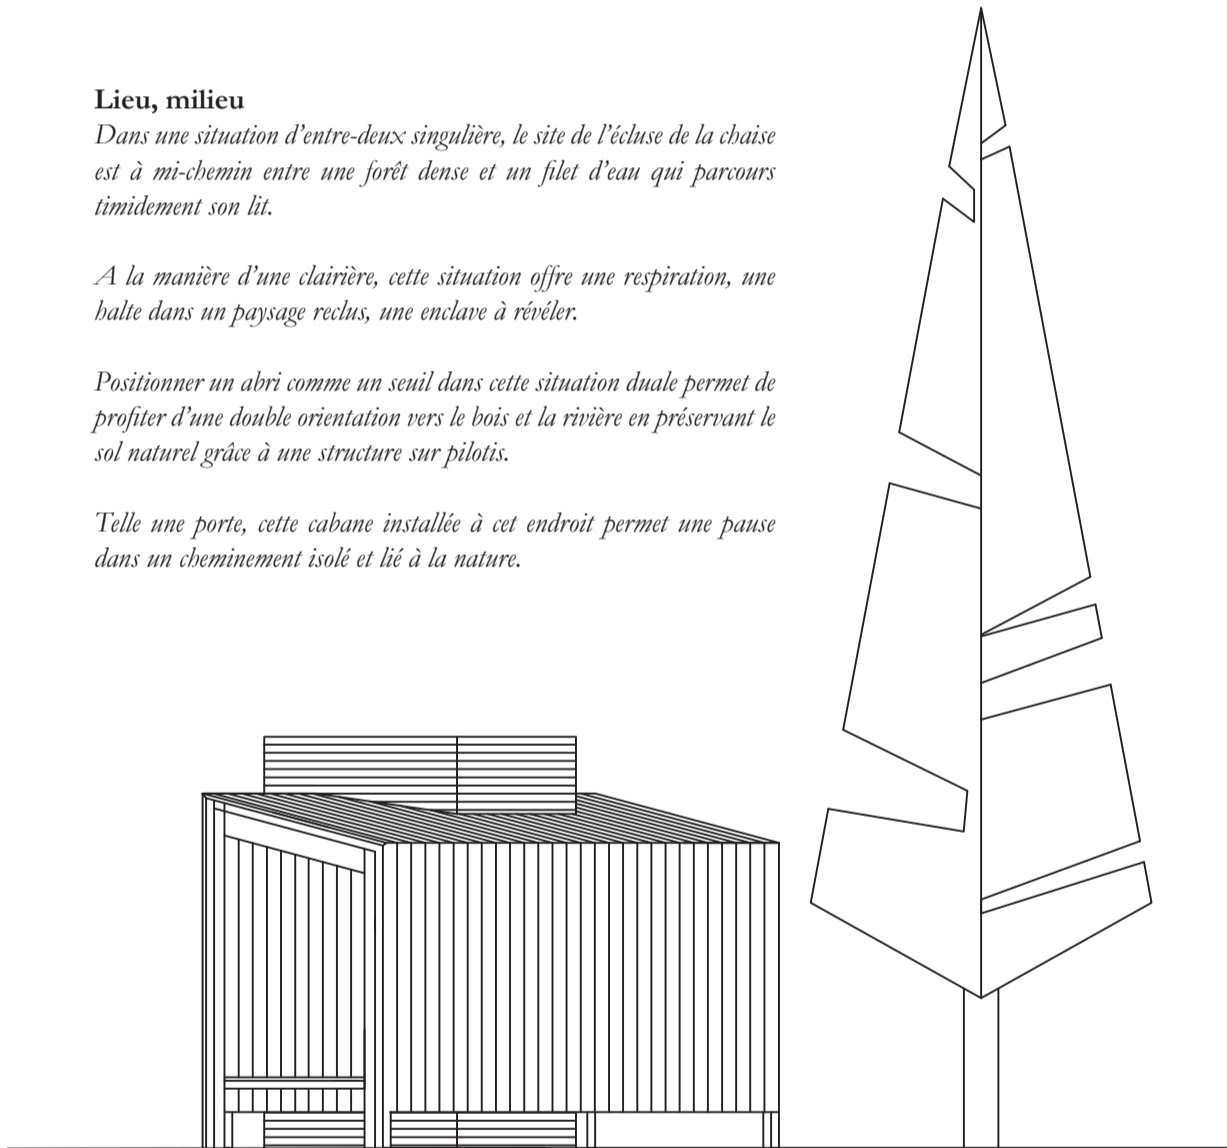 Lieu, milieu
Dans une situation d'entre-deux singulière, le site de l'écluse de la chaise
est à mi-chemin entre une forêt dense et un filet d'eau qui parcours
timidement son lit.
A la manière d'une clairière, cette situation offre une respiration, une
halte dans un paysage reclus, une enclave à révéler.
Positionner un abri comme un seuil dans cette situation duale permet de
profiter d'une double orientation vers le bois et la rivière en préservant le
sol naturel grâce à une structure sur pilotis.
Telle une porte, cette cabane installée à cet endroit permet une pause
dans un cheminement isolé et lié à la nature.